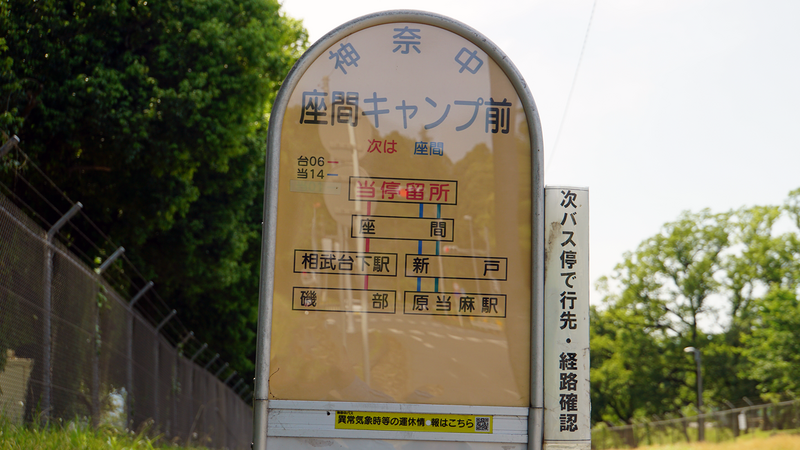 神奈中
座間キャンプ前
次は 座間
台06
当14
当停留所
座間
相武台下駅 新戸
磯部 原当麻駅
異常気象時等の運休情報はこちら
次バス停で行先・経路確認